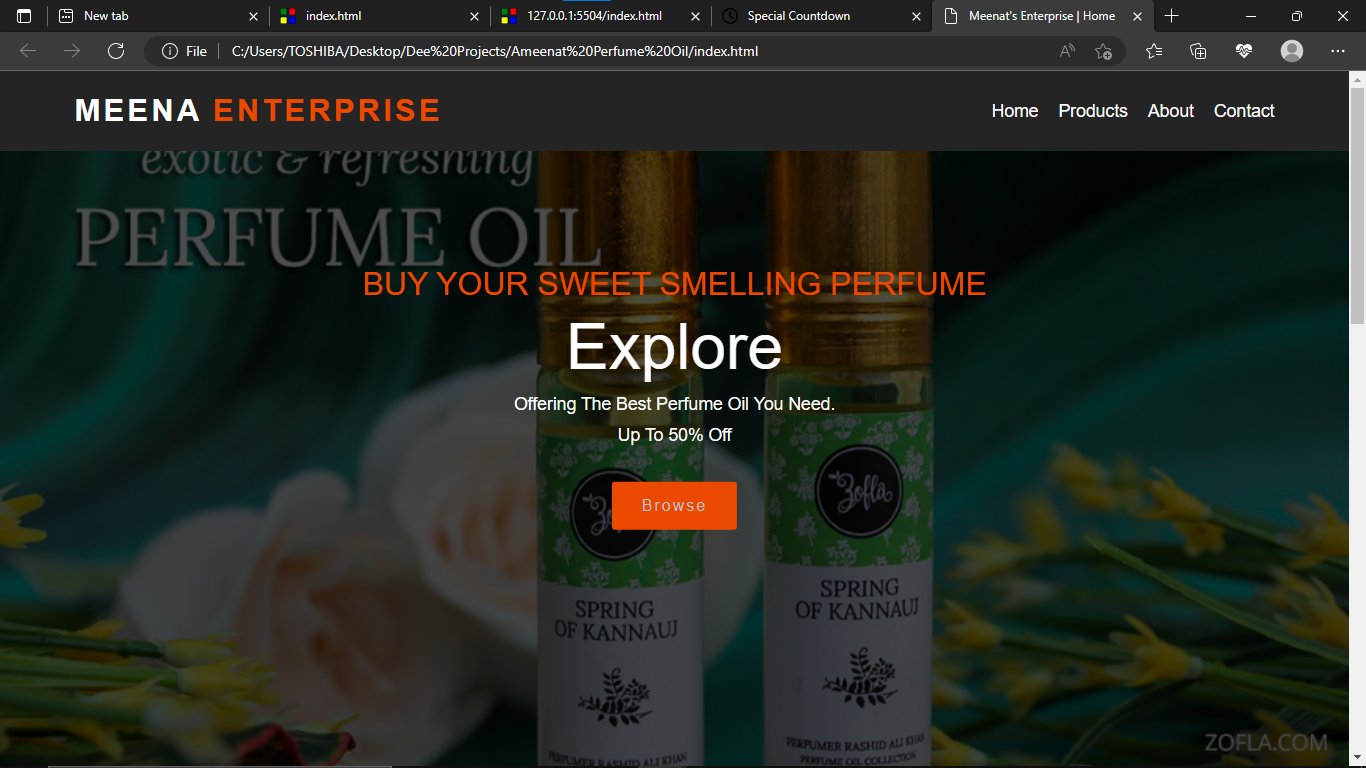 New tab
index.html
127.0.0.1:5504/index.html
Special Countdown
Meenat's Enterprise | Home
File
C:/Users/TOSHIBA/Desktop/Dee%20Projects/Ameenat%20Perfume%20Oil/index.html
MEENA ENTERPRISE
Home Products About Contact
exotic & refreshing
PERFUME OIL
BUY YOUR SWEET SMELLING PERFUME
Explore
Offering The Best Perfume Oil You Need.
Up To 50% Off
Browse
Zofla
SPRING
OF KANNAUJ
PERFUMER RASHID ALI KHAN
SPRING
OF KANNAUJ
PERFUMER RASHID ALI KHAN
PERFUME OIL COLLECTION
ZOFLA.COM